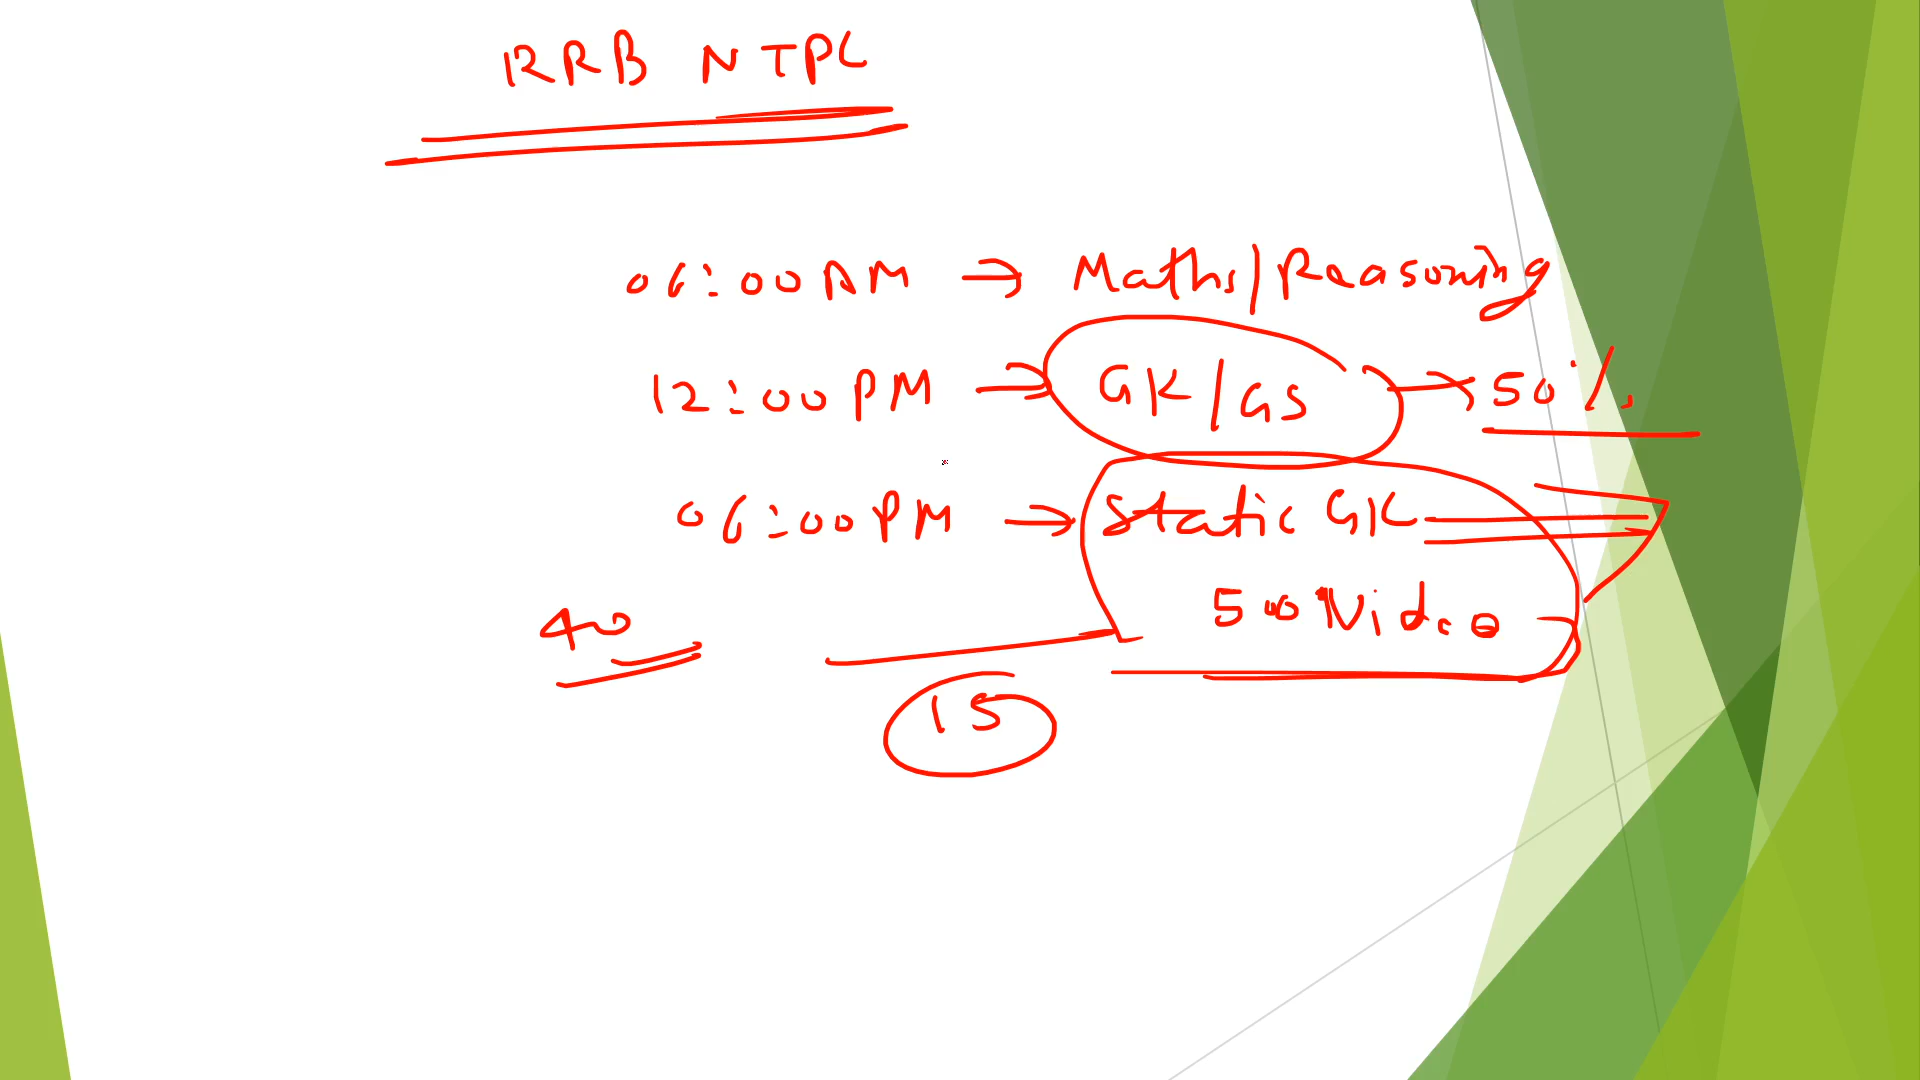 RRB NTPC
06:00 AM → Maths/Reasoning
12:00 PM → GK/GS → 50%
06:00 PM → Static GK
500 Video
40
15